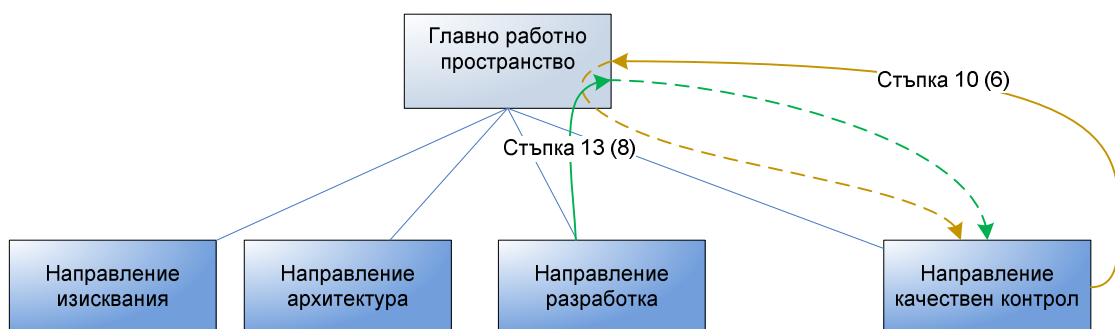 Главно работно
пространство
Стъпка 10 (6)
Стъпка 13 (8)
Направление
изисквания
Направление
архитектура
Направление
разработка
Направление
качествен контрол